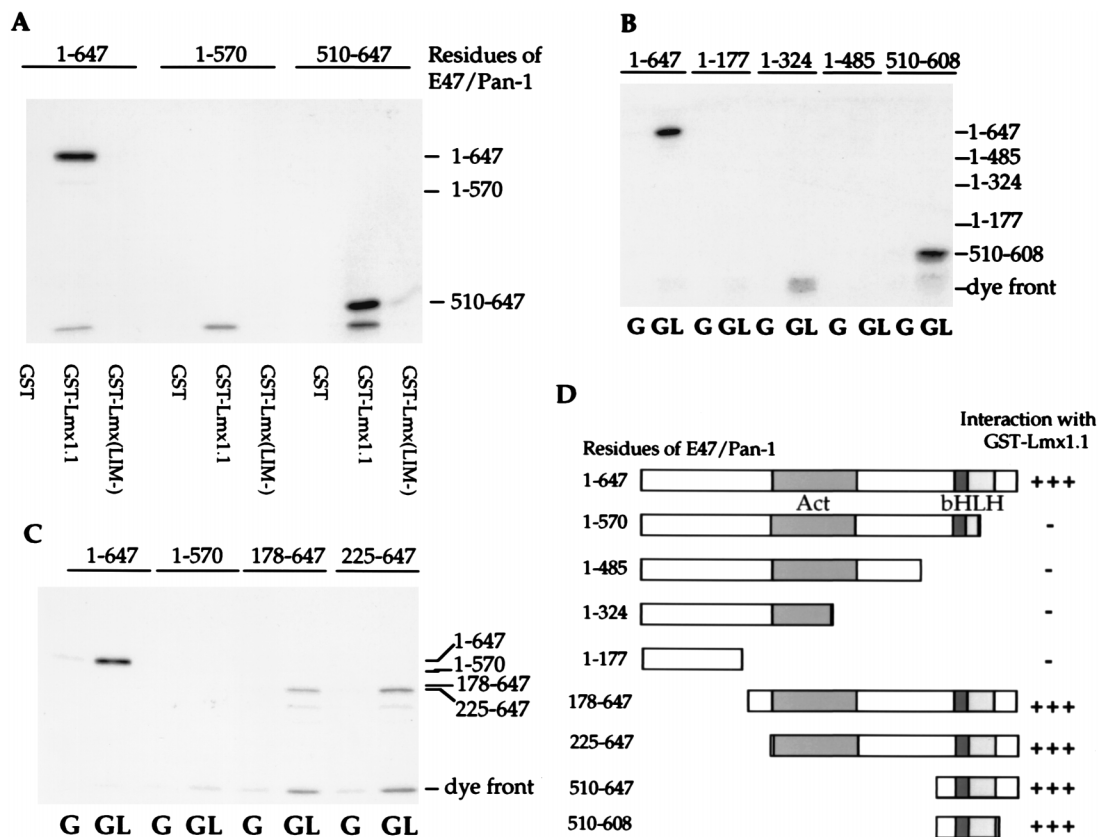 A
1-647 1-570 510-647 Residues of
E47/Pan-1
1-647
1-570
510-647
GST
GST-Lmx1.1
GST-Lmx(LIM-)
GST
GST-Lmx1.1
GST-Lmx(LIM-)
GST
GST-Lmx1.1
GST-Lmx(LIM-)
B
1-647 1-177 1-324 1-485 510-608
1-647
1-485
1-324
1-177
510-608
dye front
G GL G GL G GL G GL G GL
C
1-647 1-570 178-647 225-647
1-647
1-570
178-647
225-647
dye front
G GL G GL G GL G GL
D
Interaction with
GST-Lmx1.1
Residues of E47/Pan-1
1-647 +++
Act bHLH
1-570 -
1-485 -
1-324 -
1-177 -
178-647 +++
225-647 +++
510-647 +++
510-608 +++